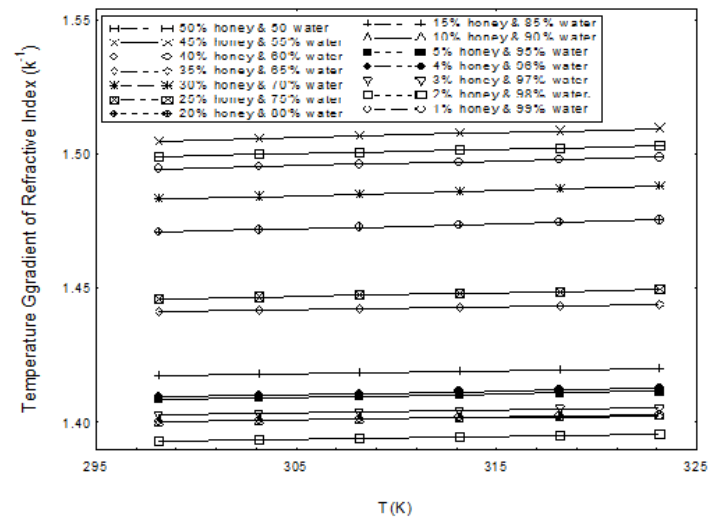 1.55
1.50
1.45
1.40
Temperature Ggradient of Refractive Index (k⁻¹)
50% honey & 50 water
45% honey & 55% water
40% honey & 60% water
35% honey & 65% water
30% honey & 70% water
25% honey & 75% water
20% honey & 80% water
15% honey & 85% water
10% honey & 90% water
5% honey & 95% water
4% honey & 96% water
3% honey & 97% water
2% honey & 98% water.
1% honey & 99% water
295
305
315
325
T (K)